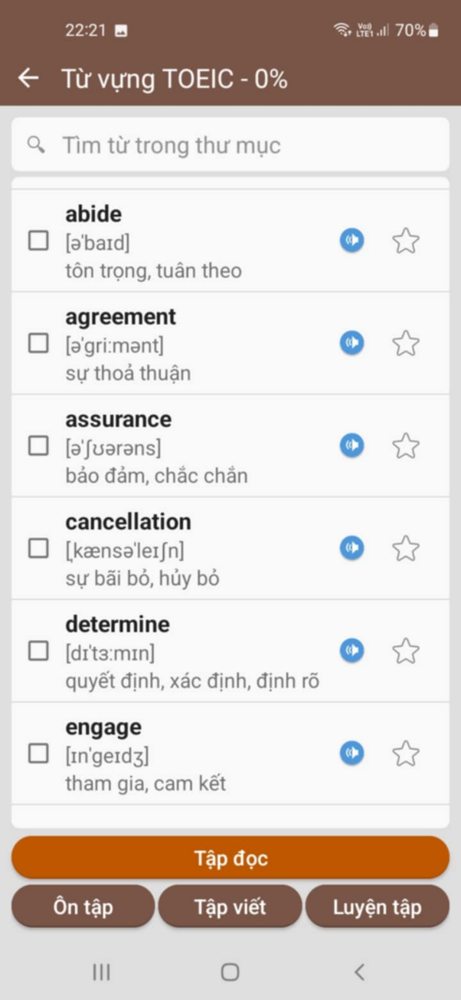 22:21 70%
Từ vựng TOEIC - 0%
Tìm từ trong thư mục
abide
[ə'baɪd]
tôn trọng, tuân theo
agreement
[ə'gri:mənt]
sự thoả thuận
assurance
[ə'ʃʊərəns]
bảo đảm, chắc chắn
cancellation
[,kænsə'leɪʃn]
sự bãi bỏ, hủy bỏ
determine
[dɪ'tɜ:mɪn]
quyết định, xác định, định rõ
engage
[ɪn'geɪdʒ]
tham gia, cam kết
Tập đọc
Ôn tập Tập viết Luyện tập